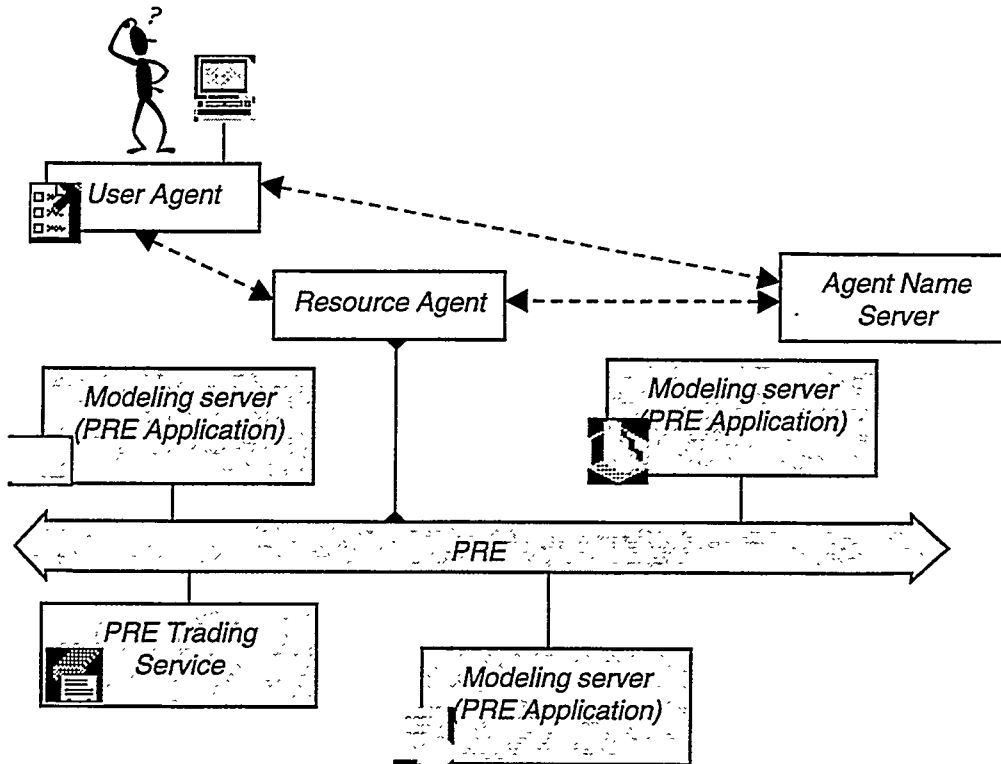 ?
User Agent
Resource Agent
Agent Name
Server
Modeling server
(PRE Application)
Modeling server
(PRE Application)
PRE
PRE Trading
Service
Modeling server
(PRE Application)